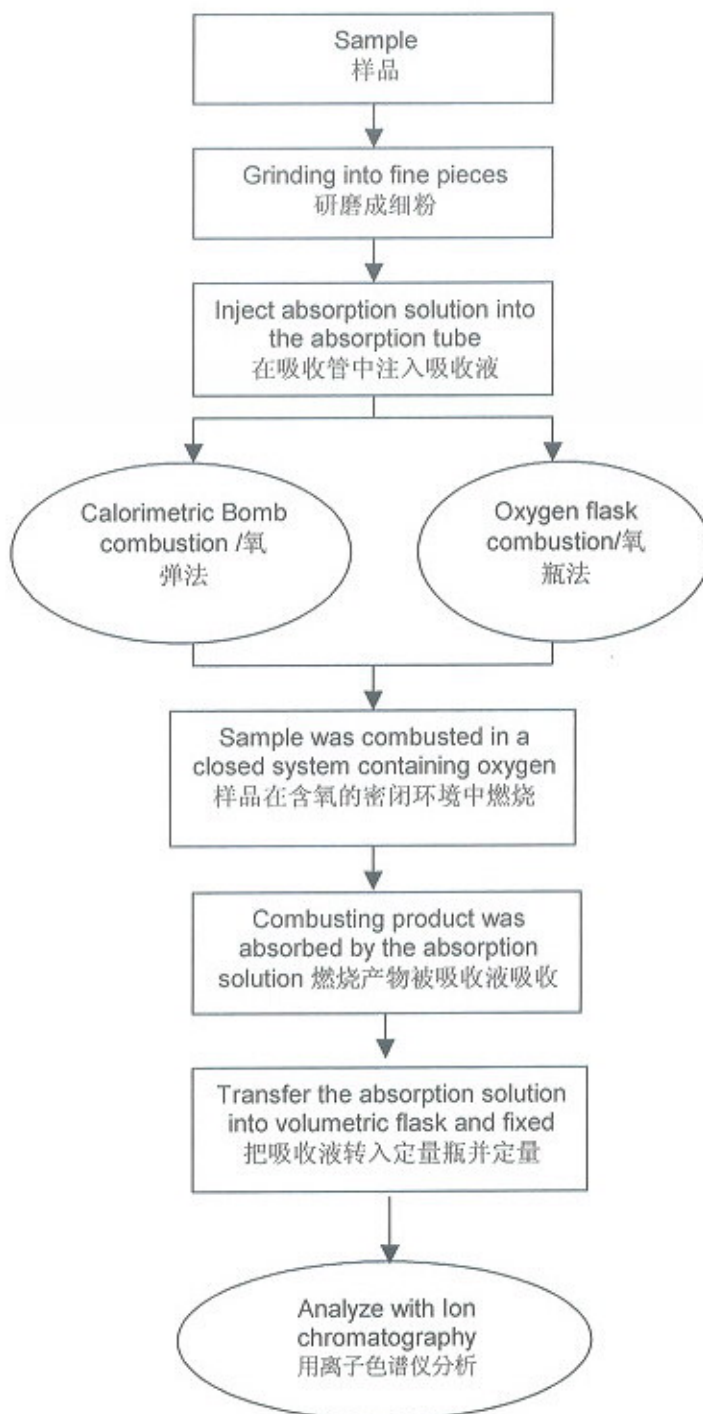 Sample
样品
Grinding into fine pieces
研磨成细粉
Inject absorption solution into
the absorption tube
在吸收管中注入吸收液
Calorimetric Bomb
combustion /氧
弹法
Oxygen flask
combustion/氧
瓶法
Sample was combusted in a
closed system containing oxygen
样品在含氧的密闭环境中燃烧
Combusting product was
absorbed by the absorption
solution 燃烧产物被吸收液吸收
Transfer the absorption solution
into volumetric flask and fixed
把吸收液转入定量瓶并定量
Analyze with Ion
chromatography
用离子色谱仪分析